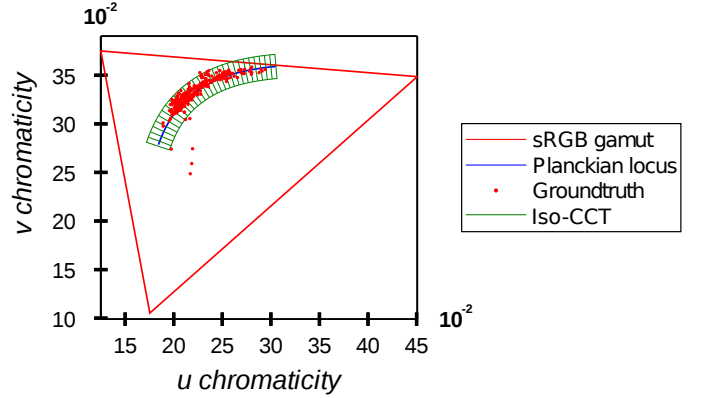 10⁻²
35
30
25
20
15
10
v chromaticity
15 20 25 30 35 40 45
10⁻²
u chromaticity
sRGB gamut
Planckian locus
Groundtruth
Iso-CCT